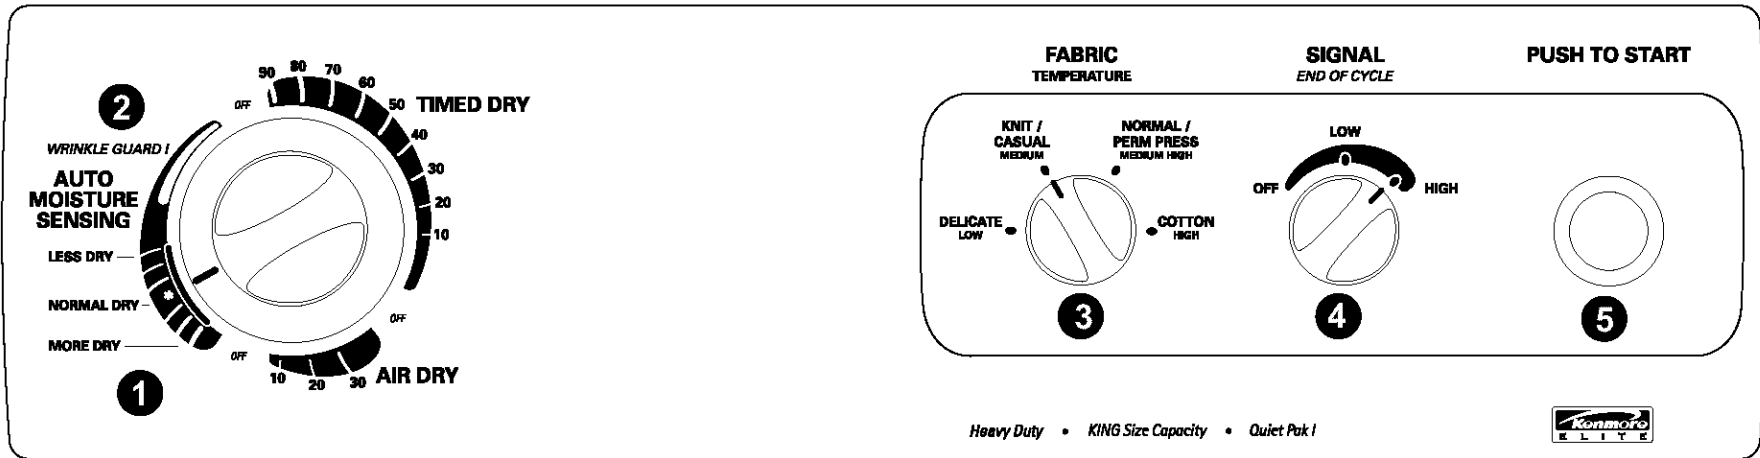 2
WRINKLE GUARD I
AUTO
MOISTURE
SENSING
LESS DRY
NORMAL DRY
*
MORE DRY
1
OFF
90
80
70
60
50
40
30
20
10
TIMED DRY
OFF
OFF
10
20
30
AIR DRY
FABRIC
TEMPERATURE
KNIT /
CASUAL
MEDIUM
NORMAL /
PERM PRESS
MEDIUM HIGH
DELICATE
LOW
COTTON
HIGH
3
SIGNAL
END OF CYCLE
LOW
OFF
HIGH
4
PUSH TO START
5
Heavy Duty • KING Size Capacity • Quiet Pak I
Kenmore
ELITE